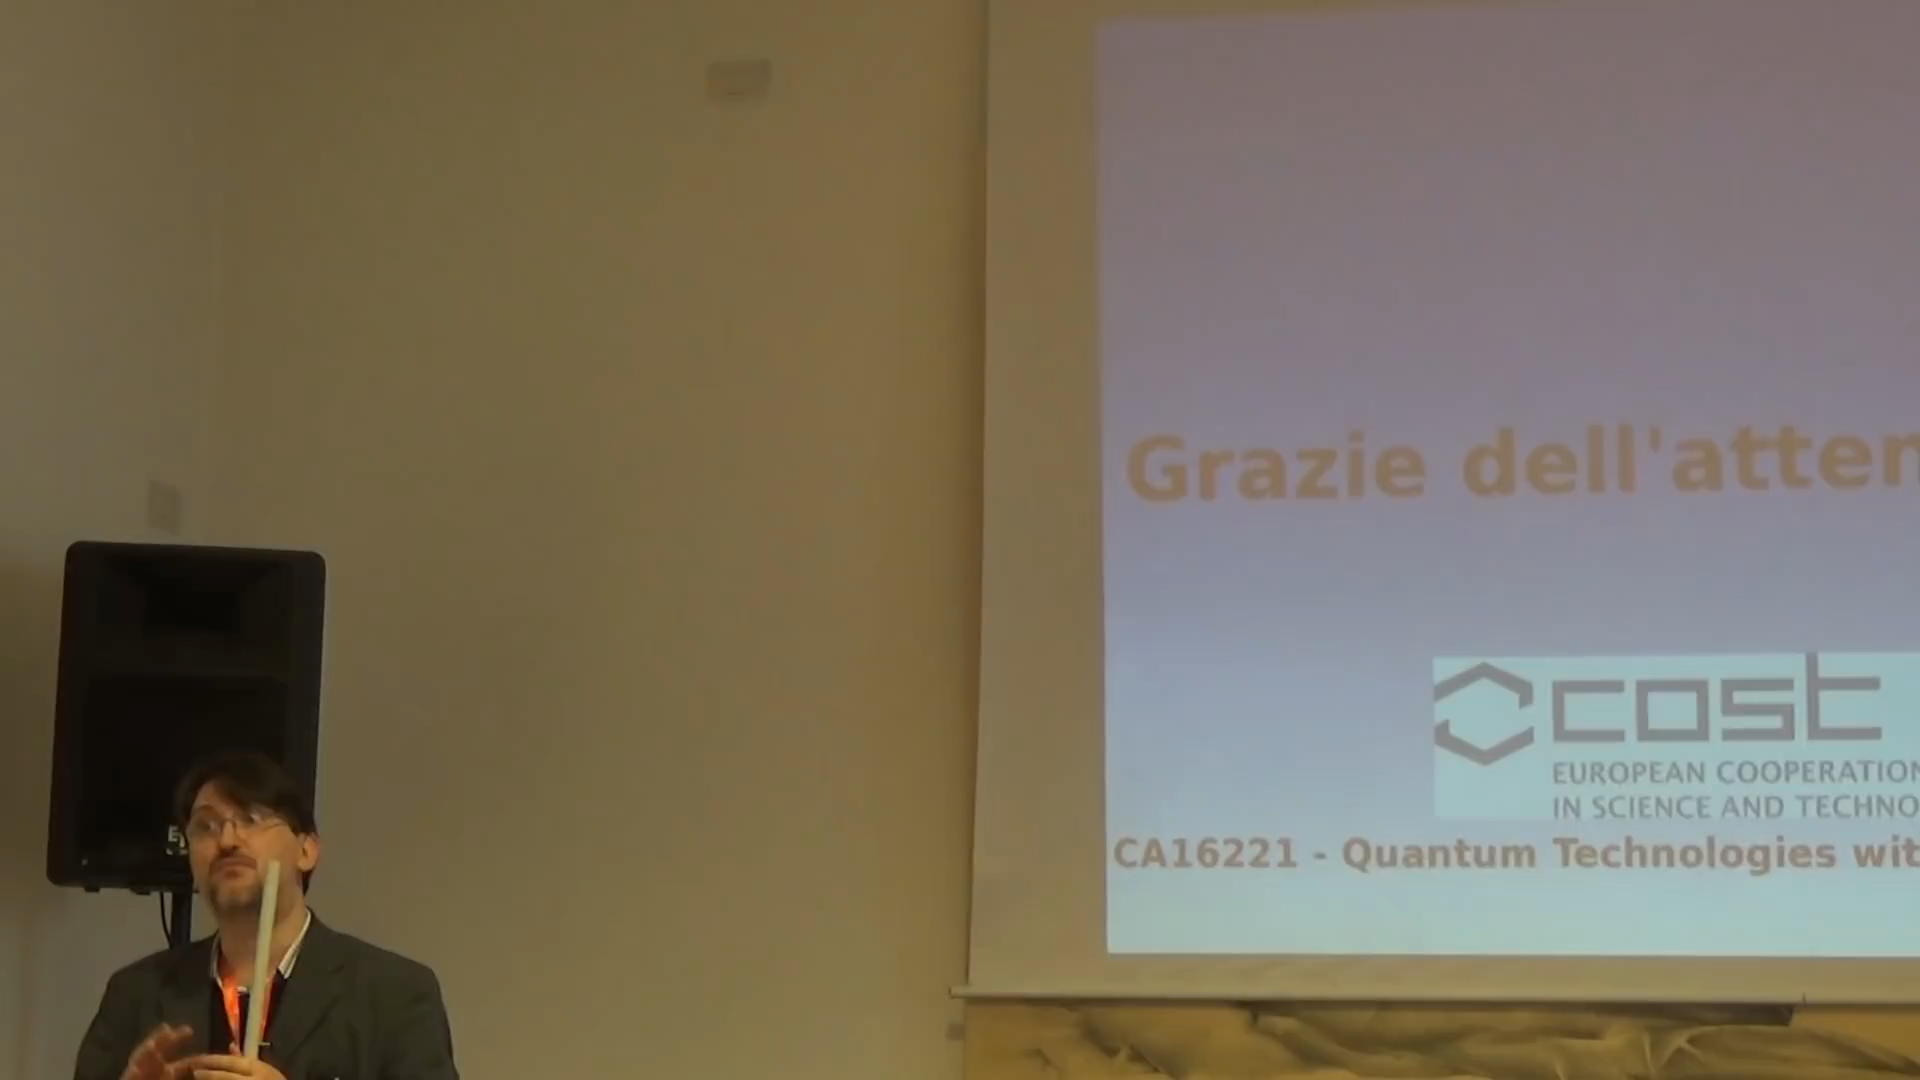 Grazie dell'atten
cost
EUROPEAN COOPERATION
IN SCIENCE AND TECHNO
CA16221 - Quantum Technologies wit